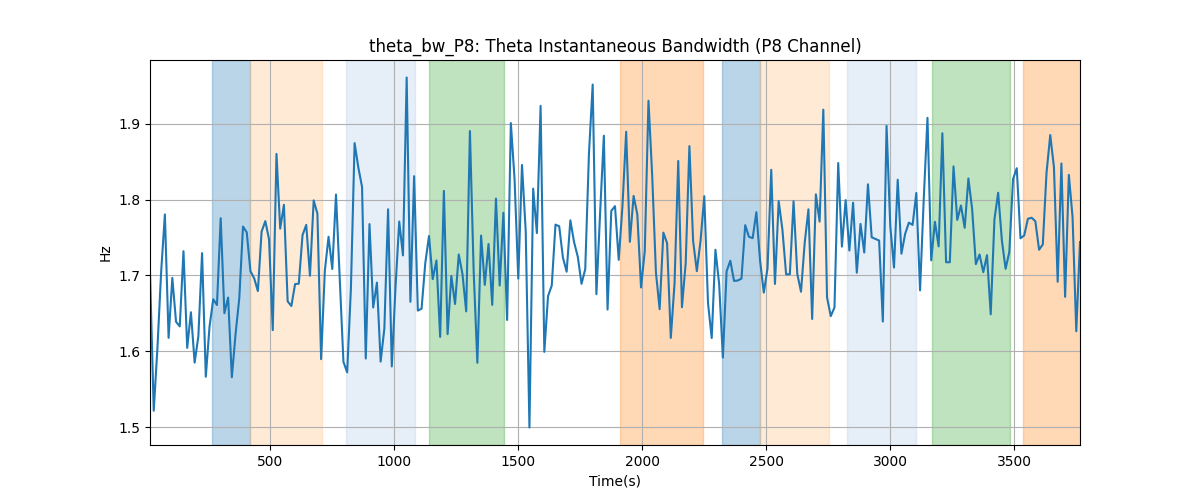 theta_bw_P8: Theta Instantaneous Bandwidth (P8 Channel)
Hz
1.9
1.8
1.7
1.6
1.5
500 1000 1500 2000 2500 3000 3500
Time(s)